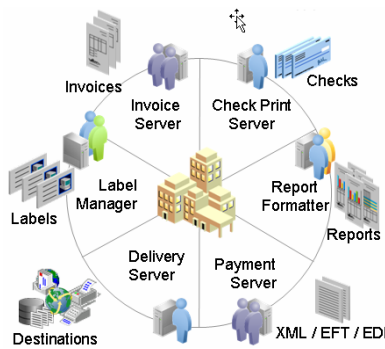 Invoices
Invoice
Server
Check Print
Server
Checks
Label
Manager
Report
Formatter
Labels
Reports
Delivery
Server
Payment
Server
Destinations
XML / EFT / EDI